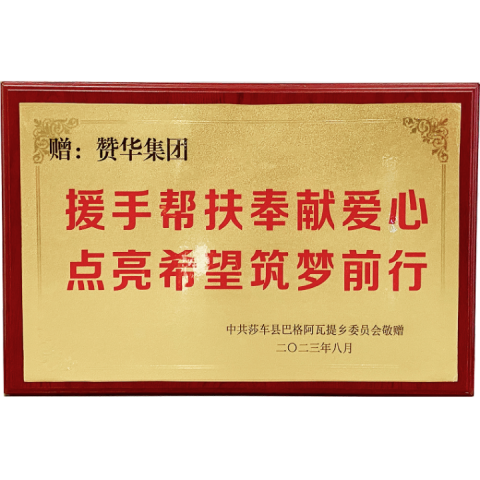 赠：赞华集团
援手帮扶奉献爱心
点亮希望筑梦前行
中共莎车县巴格阿瓦提乡委员会敬赠
二〇二三年八月